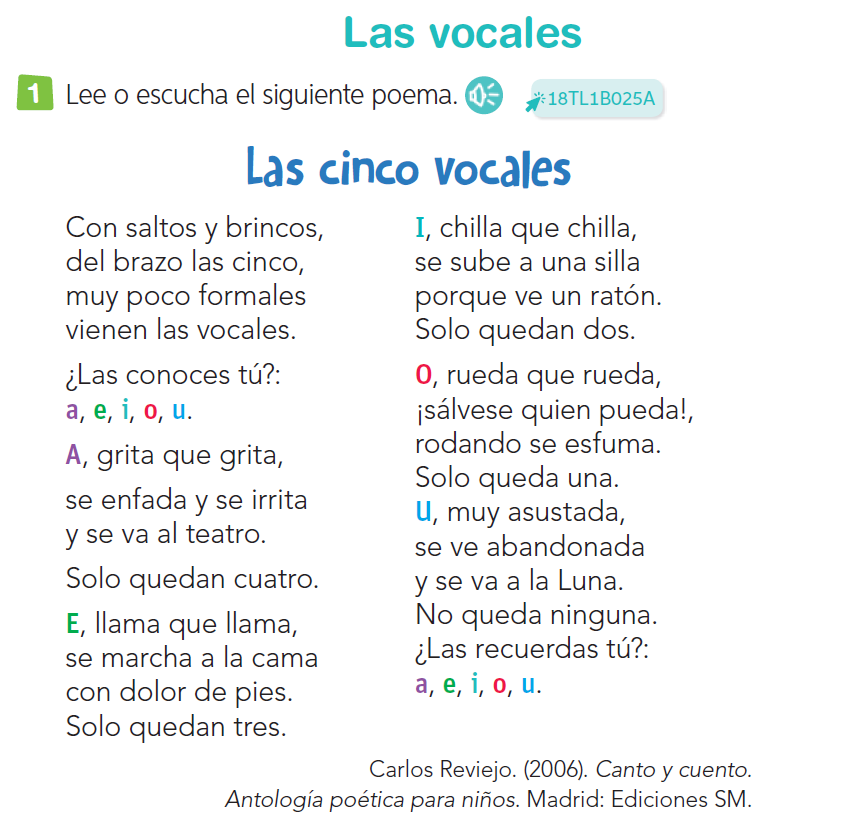 Las vocales
1 Lee o escucha el siguiente poema. 18TL1B025A
Las cinco vocales
Con saltos y brincos,
del brazo las cinco,
muy poco formales
vienen las vocales.
¿Las conoces tú?:
a, e, i, o, u.
A, grita que grita,
se enfada y se irrita
y se va al teatro.
Solo quedan cuatro.
E, llama que llama,
se marcha a la cama
con dolor de pies.
Solo quedan tres.
I, chilla que chilla,
se sube a una silla
porque ve un ratón.
Solo quedan dos.
O, rueda que rueda,
¡sálvese quien pueda!,
rodando se esfuma.
Solo queda una.
U, muy asustada,
se ve abandonada
y se va a la Luna.
No queda ninguna.
¿Las recuerdas tú?:
a, e, i, o, u.
Carlos Reviejo. (2006). Canto y cuento.
Antología poética para niños. Madrid: Ediciones SM.